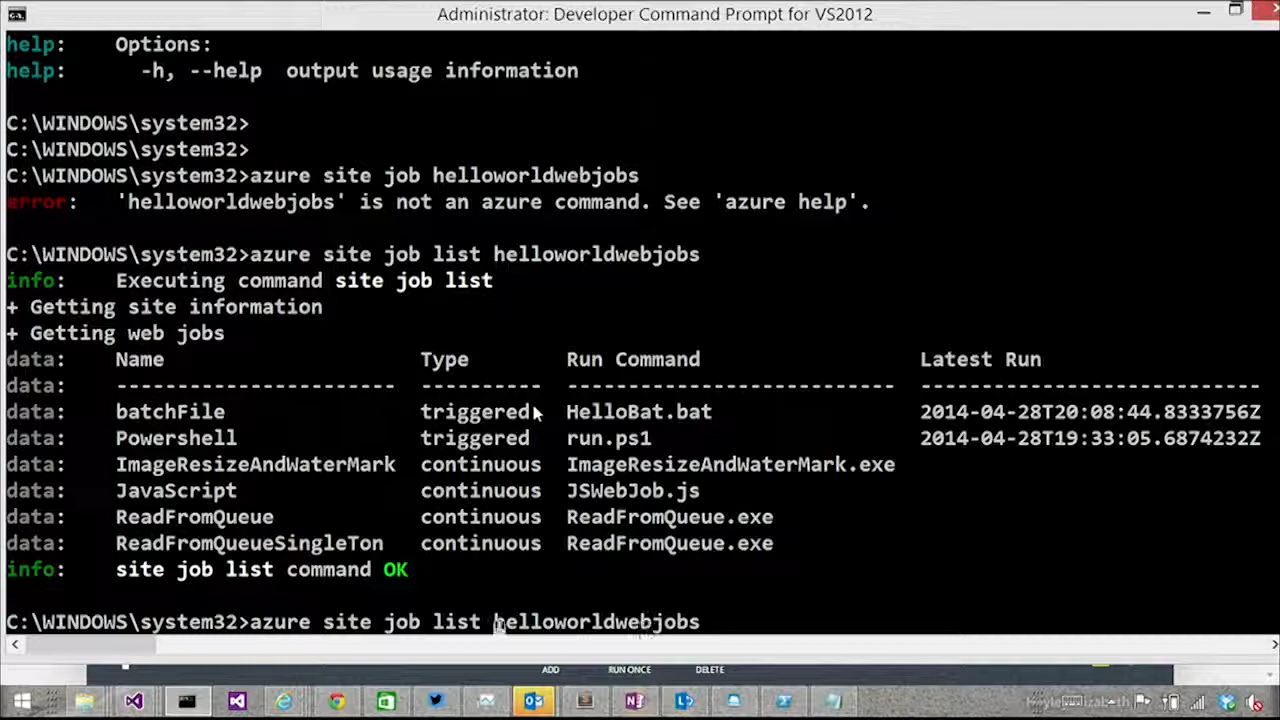 Administrator: Developer Command Prompt for VS2012
help:    Options:
help:      -h, --help  output usage information
C:\WINDOWS\system32>
C:\WINDOWS\system32>
C:\WINDOWS\system32>azure site job helloworldwebjobs
error:   'helloworldwebjobs' is not an azure command. See 'azure help'.
C:\WINDOWS\system32>azure site job list helloworldwebjobs
info:    Executing command site job list
+ Getting site information
+ Getting web jobs
data:    Name                     Type        Run Command                  Latest Run
data:    -----------------------  ----------  ---------------------------  ----------------------------
data:    batchFile                triggered   HelloBat.bat                 2014-04-28T20:08:44.8333756Z
data:    Powershell               triggered   run.ps1                      2014-04-28T19:33:05.6874232Z
data:    ImageResizeAndWaterMark  continuous  ImageResizeAndWaterMark.exe
data:    JavaScript               continuous  JSWebJob.js
data:    ReadFromQueue            continuous  ReadFromQueue.exe
data:    ReadFromQueueSingleTon   continuous  ReadFromQueue.exe
info:    site job list command OK
C:\WINDOWS\system32>azure site job list helloworldwebjobs
ADD RUN ONCE DELETE